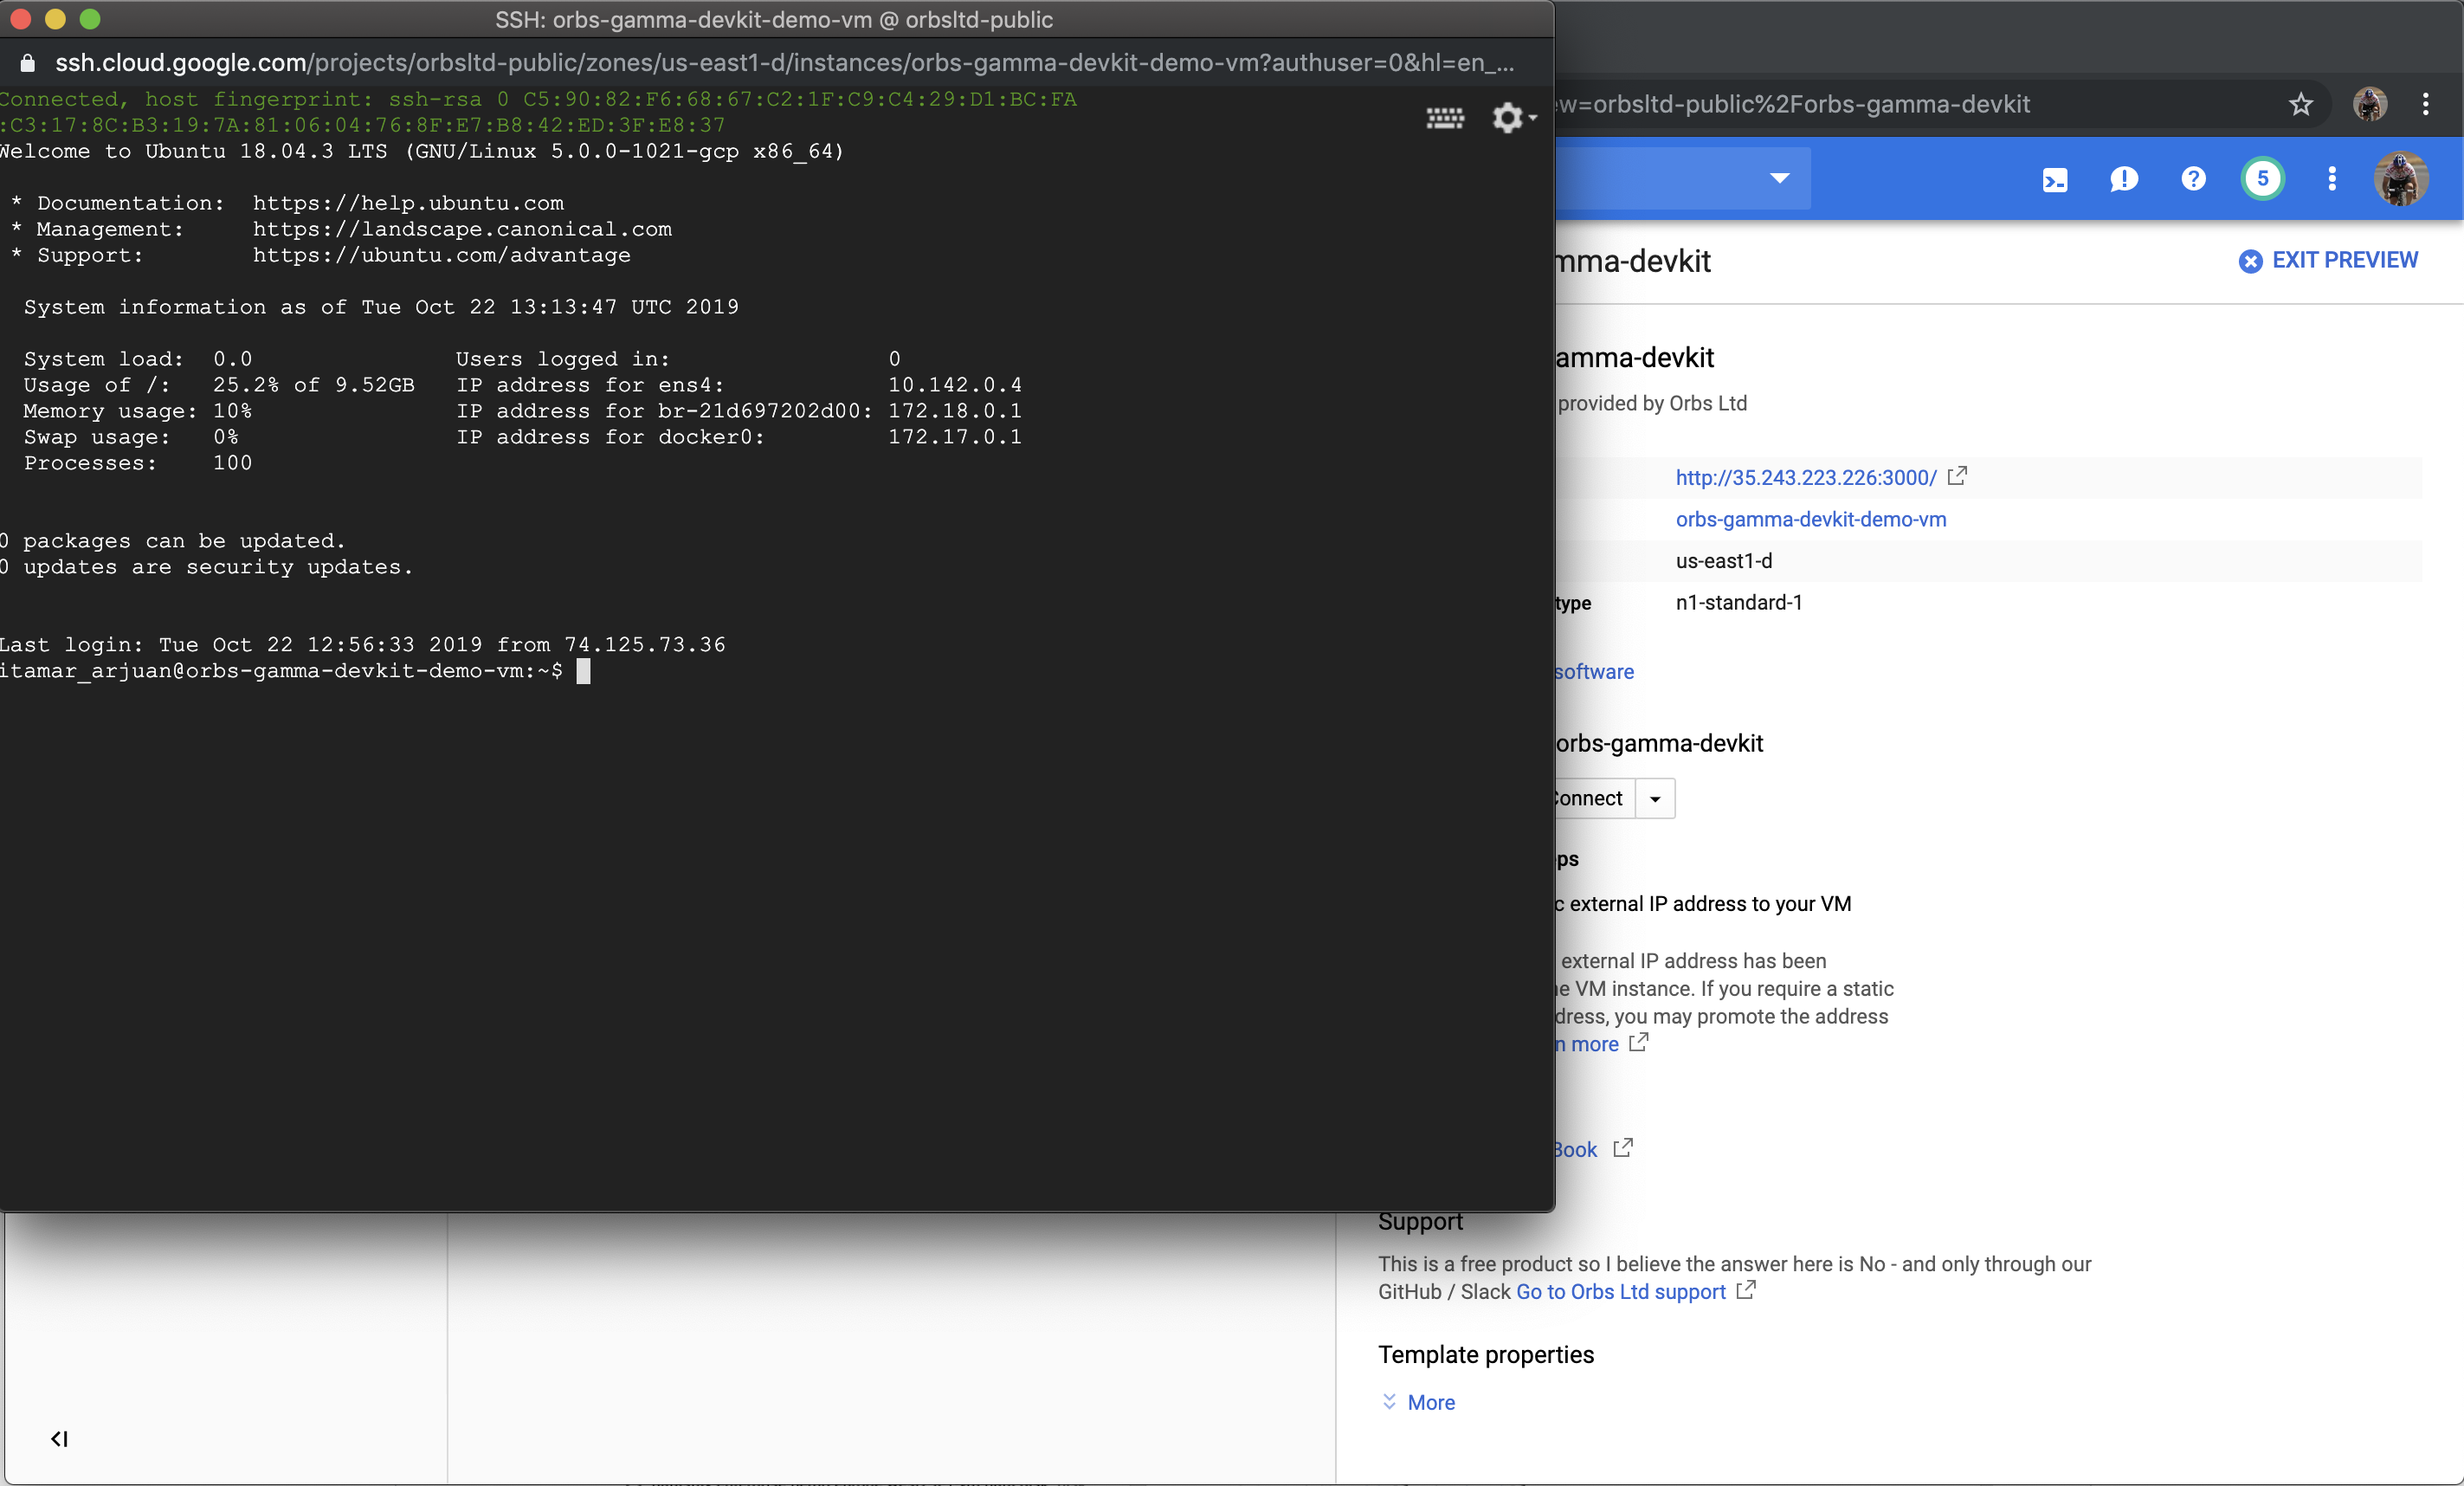 SSH: orbs-gamma-devkit-demo-vm @ orbsltd-public
ssh.cloud.google.com/projects/orbsltd-public/zones/us-east1-d/instances/orbs-gamma-devkit-demo-vm?authuser=0&hl=en_...
Connected, host fingerprint: ssh-rsa 0 C5:90:82:F6:68:67:C2:1F:C9:C4:29:D1:BC:FA
:C3:17:8C:B3:19:7A:81:06:04:76:8F:E7:B8:42:ED:3F:E8:37
Welcome to Ubuntu 18.04.3 LTS (GNU/Linux 5.0.0-1021-gcp x86_64)
* Documentation:  https://help.ubuntu.com
* Management:     https://landscape.canonical.com
* Support:        https://ubuntu.com/advantage
System information as of Tue Oct 22 13:13:47 UTC 2019
System load:  0.0               Users logged in:                0
Usage of /:   25.2% of 9.52GB   IP address for ens4:            10.142.0.4
Memory usage: 10%               IP address for br-21d697202d00: 172.18.0.1
Swap usage:   0%                IP address for docker0:         172.17.0.1
Processes:    100
0 packages can be updated.
0 updates are security updates.
Last login: Tue Oct 22 12:56:33 2019 from 74.125.73.36
itamar_arjuan@orbs-gamma-devkit-demo-vm:~$
ew=orbsltd-public%2Forbs-gamma-devkit
5
mma-devkit
EXIT PREVIEW
amma-devkit
provided by Orbs Ltd
http://35.243.223.226:3000/
orbs-gamma-devkit-demo-vm
us-east1-d
type n1-standard-1
software
orbs-gamma-devkit
Connect
ps
c external IP address to your VM
external IP address has been
e VM instance. If you require a static
dress, you may promote the address
n more
Book
Support
This is a free product so I believe the answer here is No - and only through our
GitHub / Slack Go to Orbs Ltd support
Template properties
More